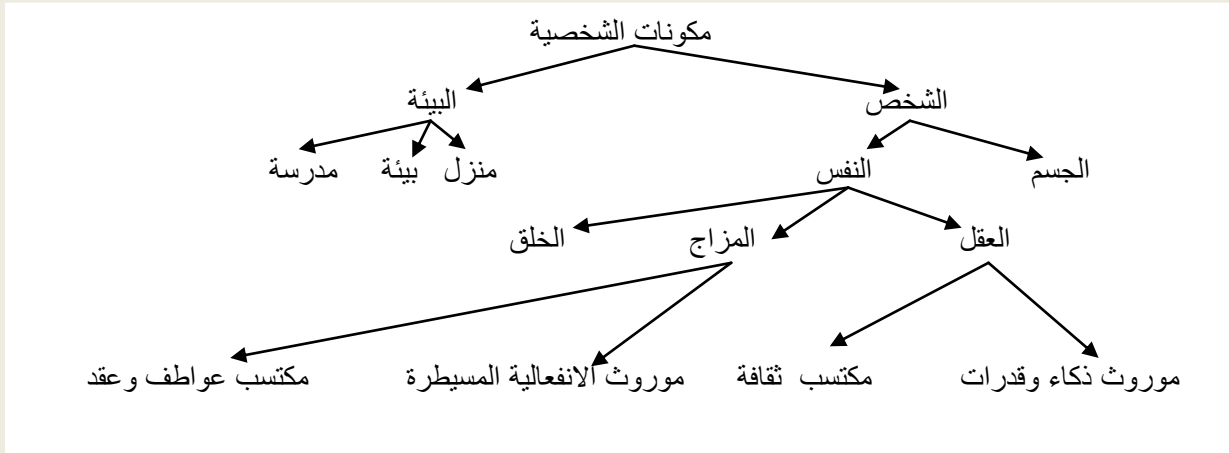 مكونات الشخصية
الشخص البيئة
الجسم النفس منزل بيئة مدرسة
العقل المزاج الخلق
موروث ذكاء وقدرات مكتسب ثقافة موروث الانفعالية المسيطرة مكتسب عواطف وعقد